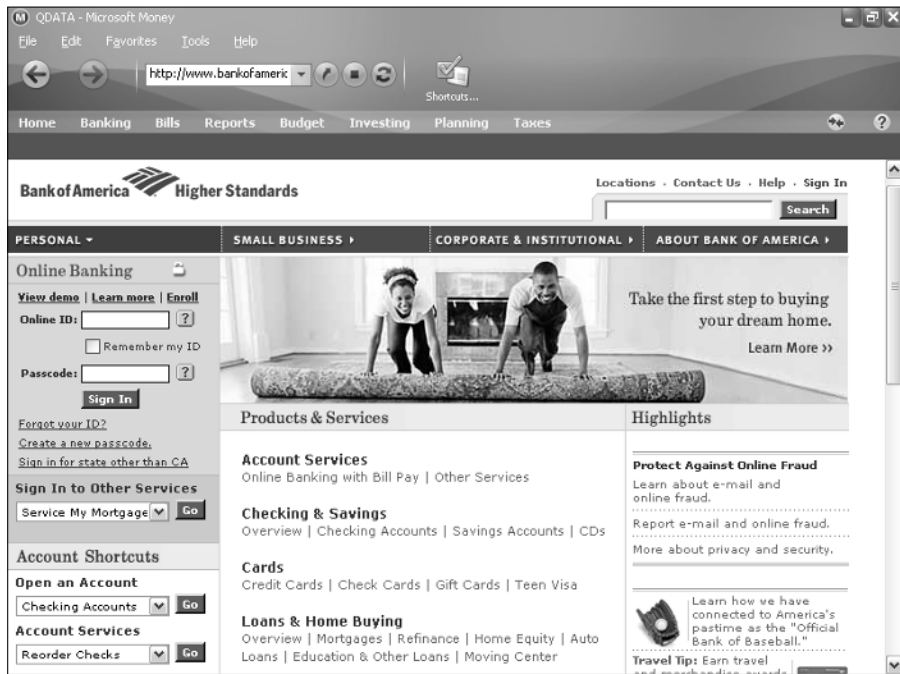 QDATA - Microsoft Money
File Edit Favorites Tools Help
http://www.bankofameric
Shortcuts...
Home Banking Bills Reports Budget Investing Planning Taxes
Bank of America Higher Standards
Locations · Contact Us · Help · Sign In
Search
PERSONAL SMALL BUSINESS CORPORATE & INSTITUTIONAL ABOUT BANK OF AMERICA
Online Banking
View demo | Learn more | Enroll
Online ID: ?
Remember my ID
Passcode: ?
Sign In
Forgot your ID?
Create a new passcode.
Sign in for state other than CA
Sign In to Other Services
Service My Mortgage Go
Account Shortcuts
Open an Account
Checking Accounts Go
Account Services
Reorder Checks Go
Take the first step to buying
your dream home.
Learn More >>
Products & Services
Account Services
Online Banking with Bill Pay | Other Services
Checking & Savings
Overview | Checking Accounts | Savings Accounts | CDs
Cards
Credit Cards | Check Cards | Gift Cards | Teen Visa
Loans & Home Buying
Overview | Mortgages | Refinance | Home Equity | Auto
Loans | Education & Other Loans | Moving Center
Highlights
Protect Against Online Fraud
Learn about e-mail and
online fraud.
Report e-mail and online fraud.
More about privacy and security.
Learn how we have
connected to America's
pastime as the "Official
Bank of Baseball."
Travel Tip: Earn travel
and merchandise awards